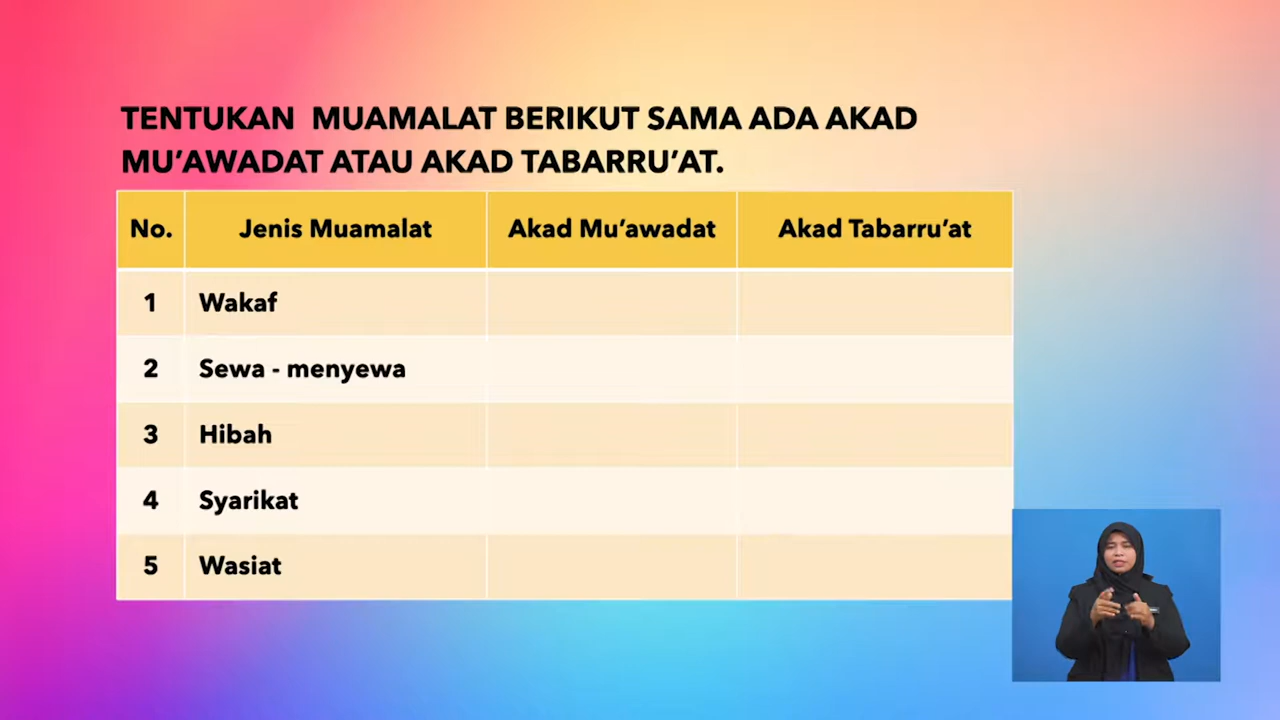 TENTUKAN MUAMALAT BERIKUT SAMA ADA AKAD
MU’AWADAT ATAU AKAD TABARRU’AT.
No. Jenis Muamalat Akad Mu’awadat Akad Tabarru’at
1 Wakaf
2 Sewa - menyewa
3 Hibah
4 Syarikat
5 Wasiat